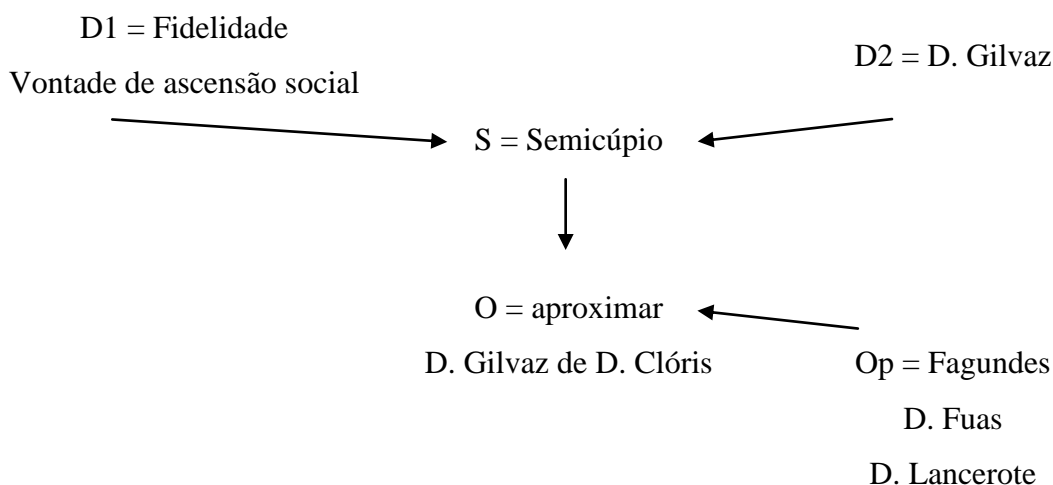 D1 = Fidelidade
Vontade de ascensão social
D2 = D. Gilvaz
S = Semicúpio
O = aproximar
D. Gilvaz de D. Clóris
Op = Fagundes
D. Fuas
D. Lancerote